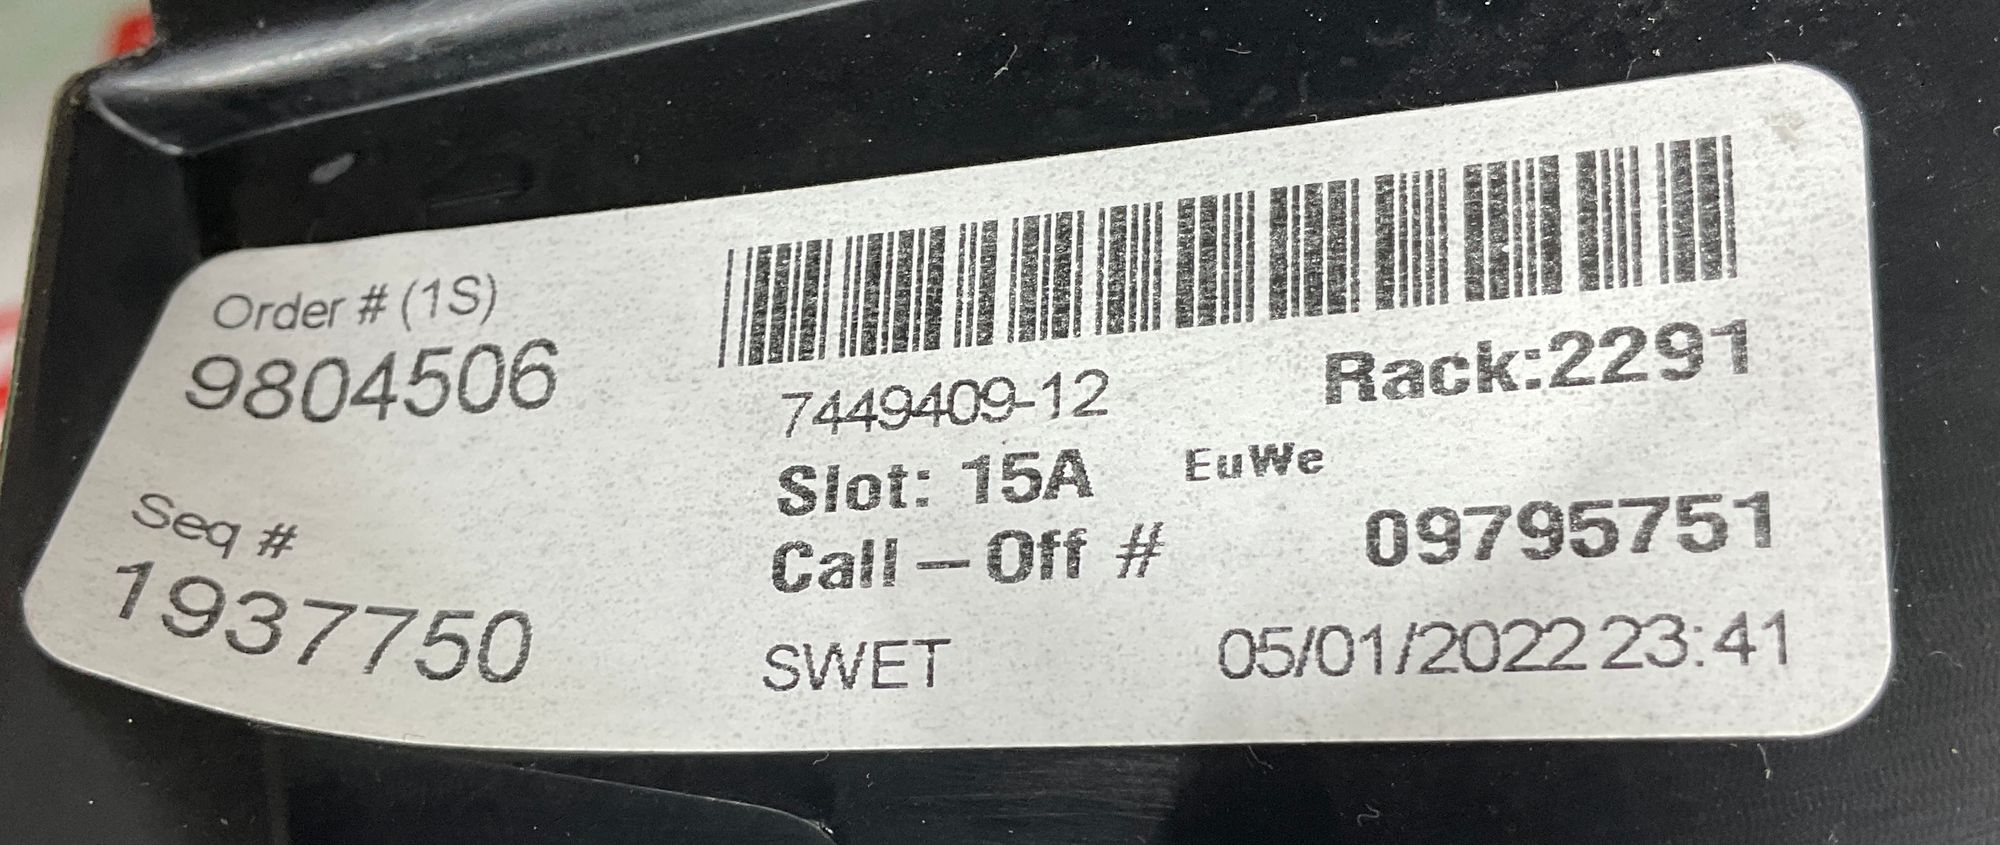 Order # (1S)
9804506
Seq #
1937750
7449409-12
Rack:2291
Slot: 15A
EuWe
Call-Off #
09795751
SWET
05/01/2022 23:41